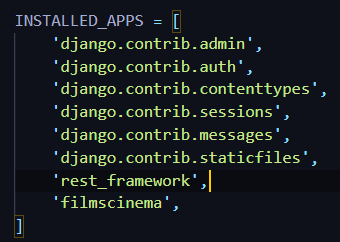 INSTALLED_APPS = [
    'django.contrib.admin',
    'django.contrib.auth',
    'django.contrib.contenttypes',
    'django.contrib.sessions',
    'django.contrib.messages',
    'django.contrib.staticfiles',
    'rest_framework',
    'filmscinema',
]